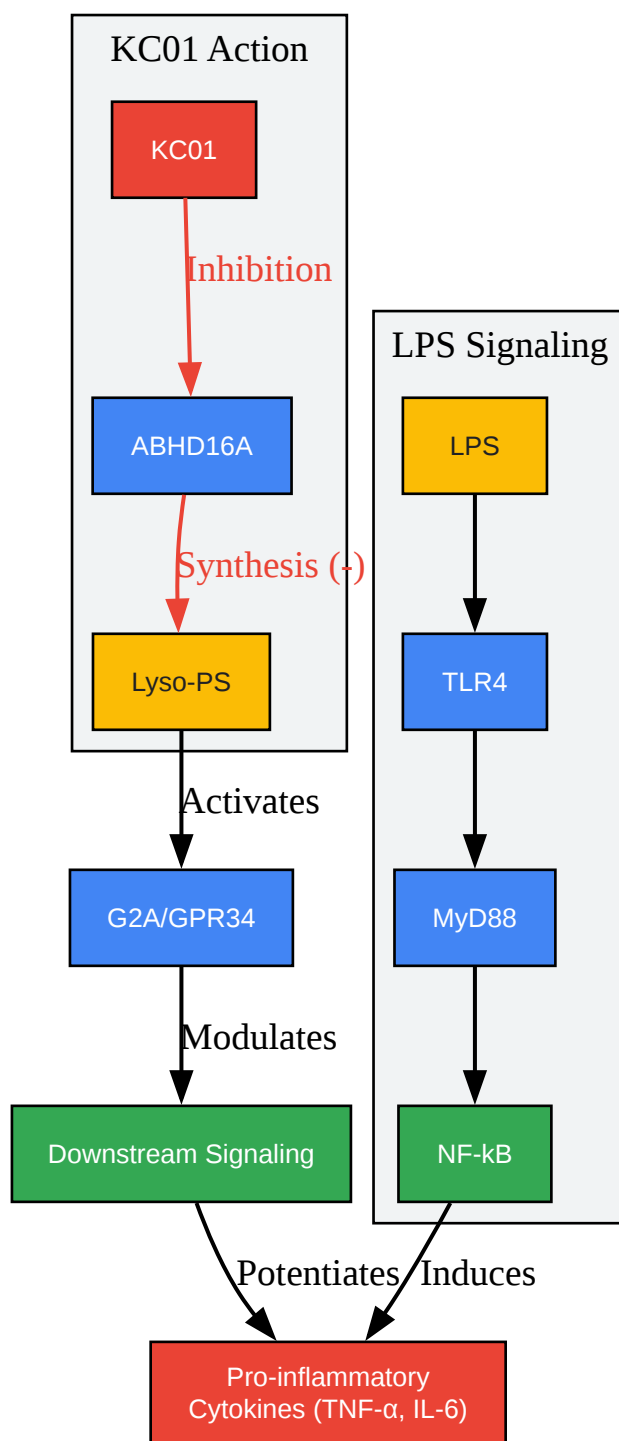 KC01 Action
KC01
Inhibition
ABHD16A
Synthesis (-)
Lyso-PS
Activates
G2A/GPR34
Modulates
Downstream Signaling
Potentiates
LPS Signaling
LPS
TLR4
MyD88
NF-kB
Induces
Pro-inflammatory
Cytokines (TNF-α, IL-6)